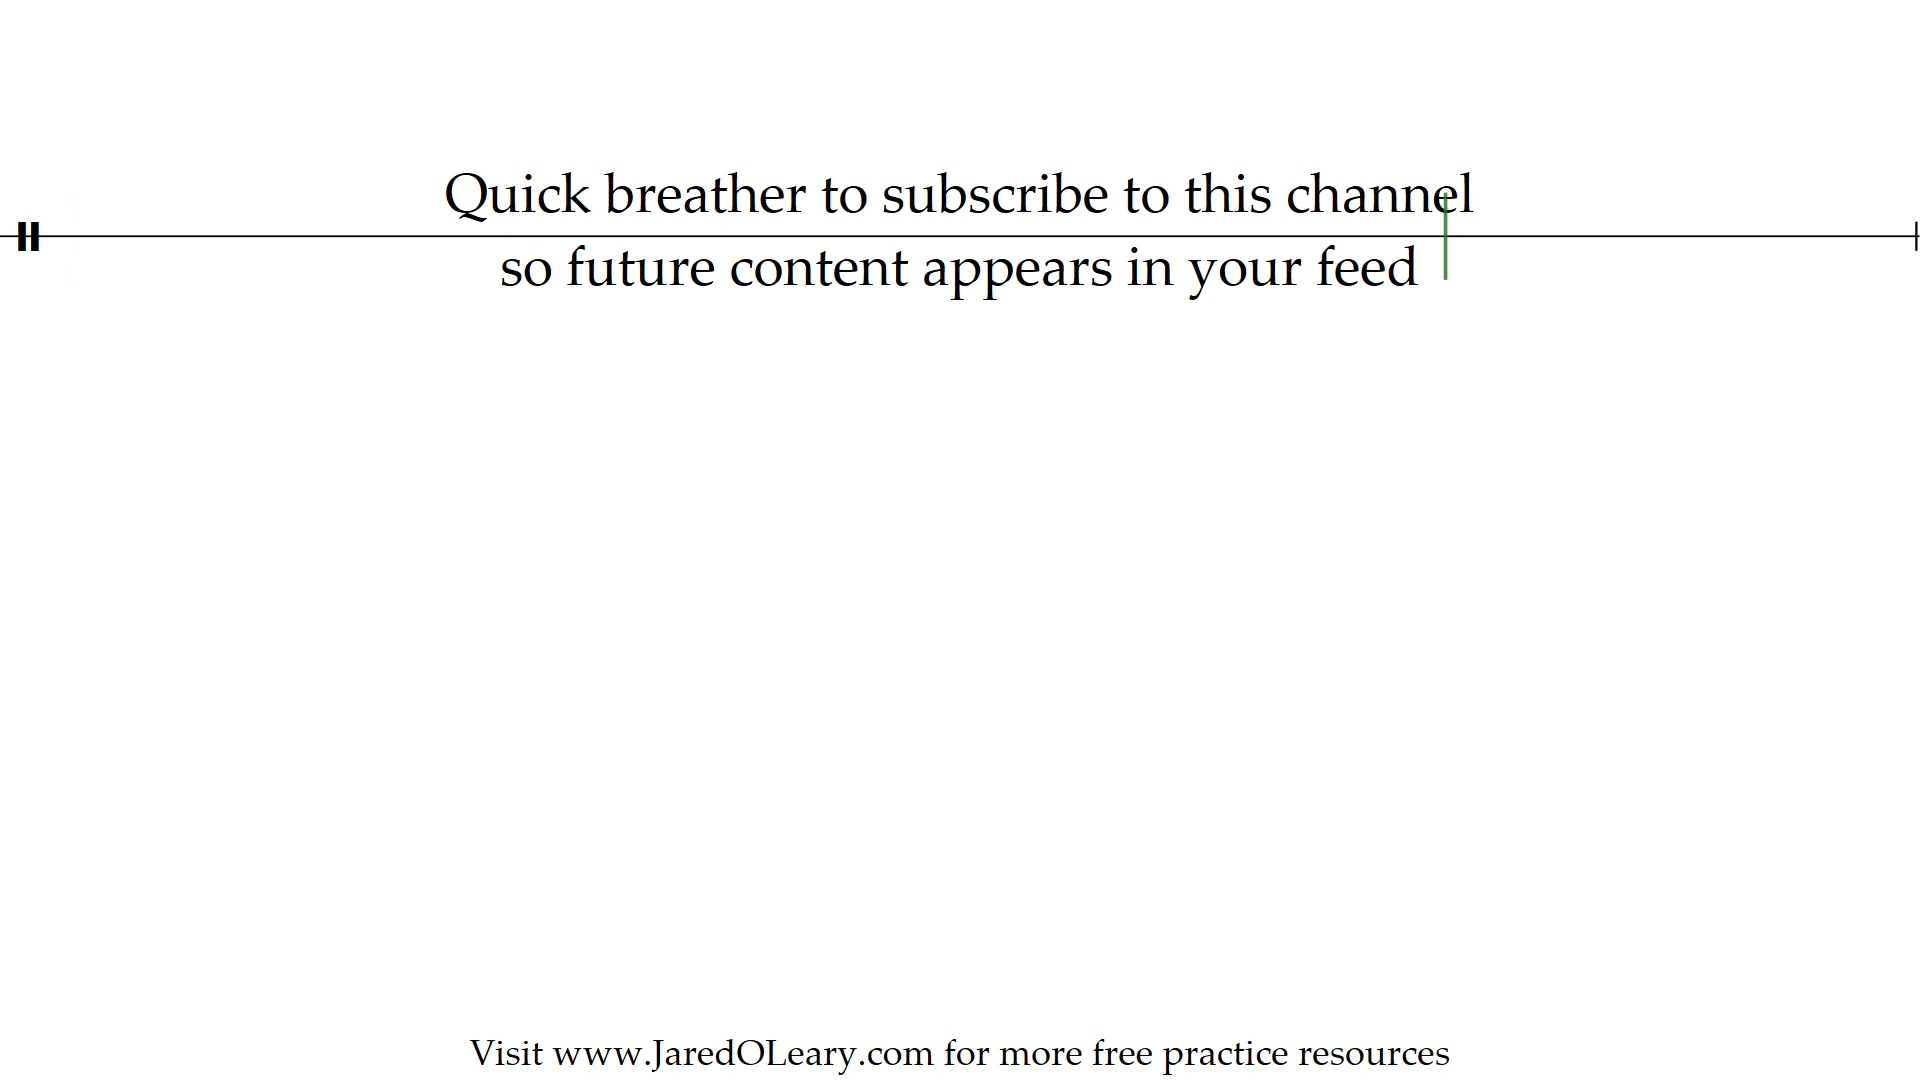 Quick breather to subscribe to this channel
so future content appears in your feed
Visit www.JaredOLeary.com for more free practice resources